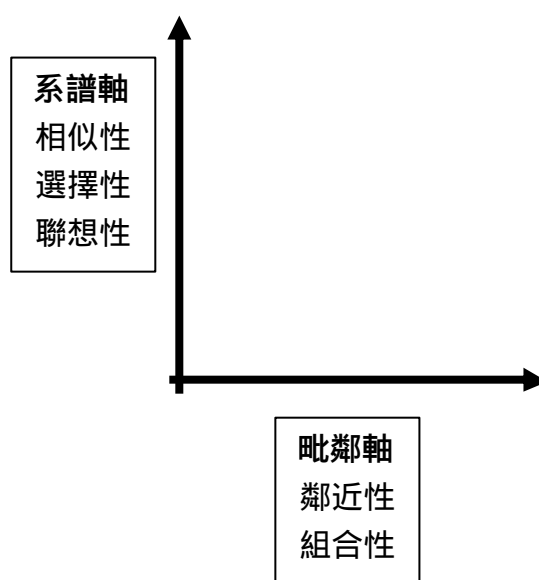 系譜軸
相似性
選擇性
聯想性
毗鄰軸
鄰近性
組合性